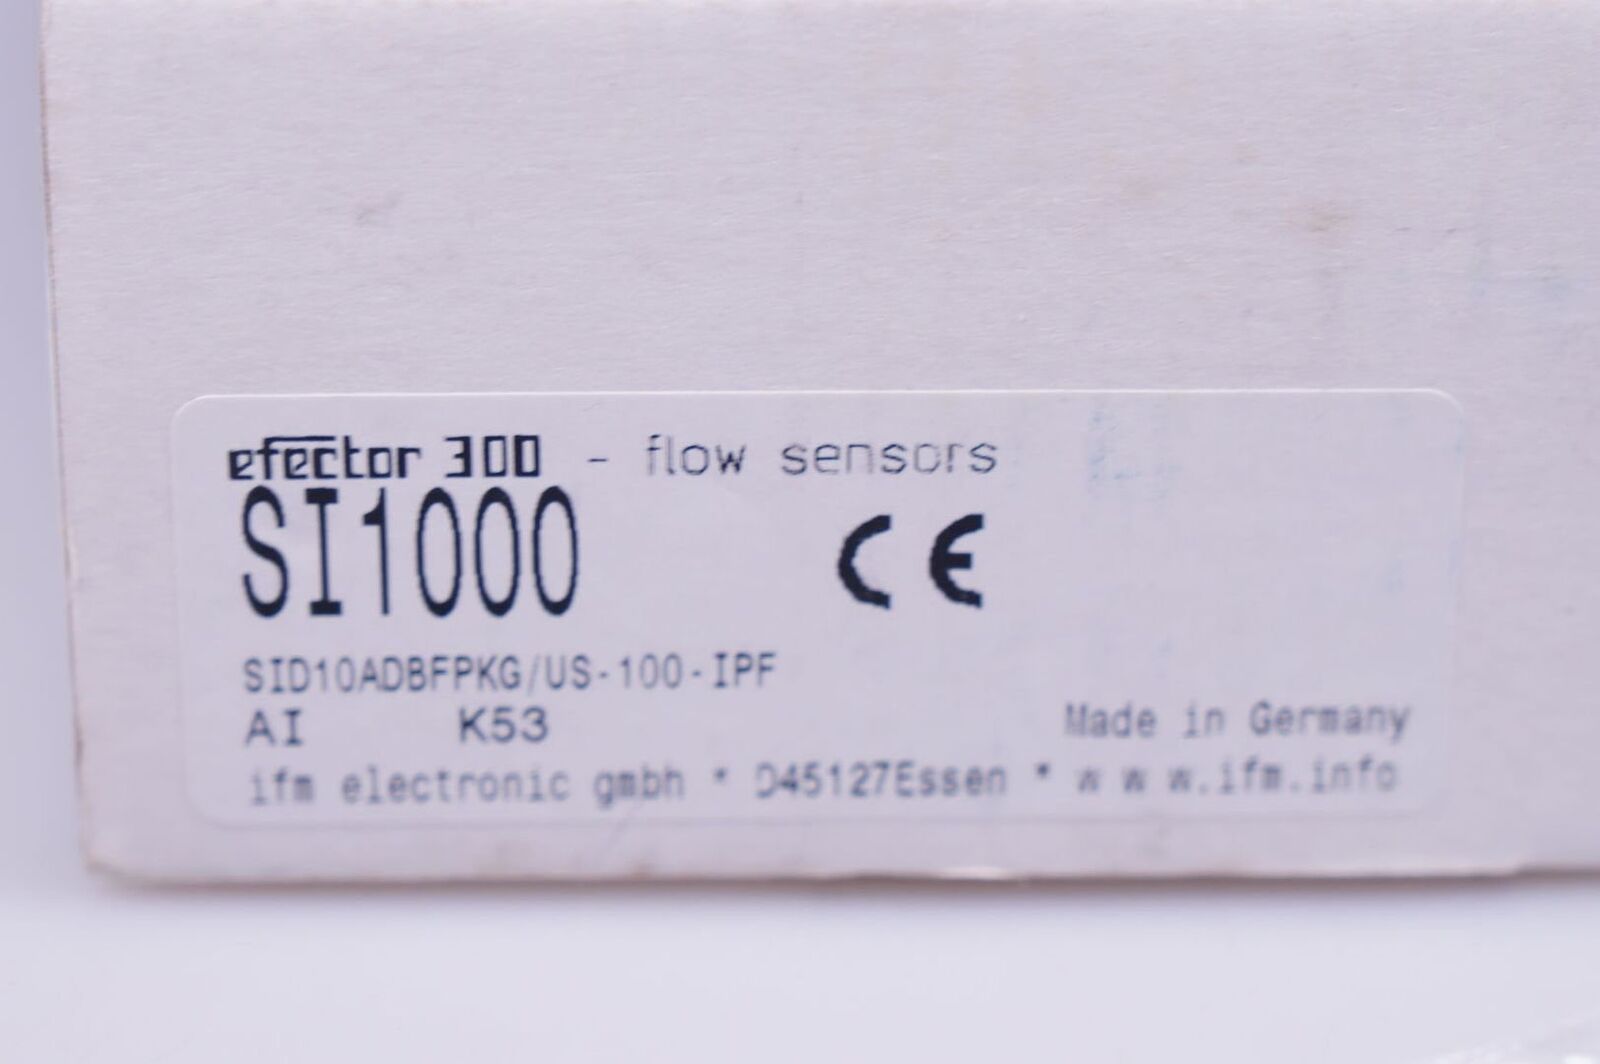 efector 300 - flow sensors
SI1000 CE
SID10ADBFPKG/US-100-IPF
AI K53 Made in Germany
ifm electronic gmbh * D45127Essen * w w w.ifm.info